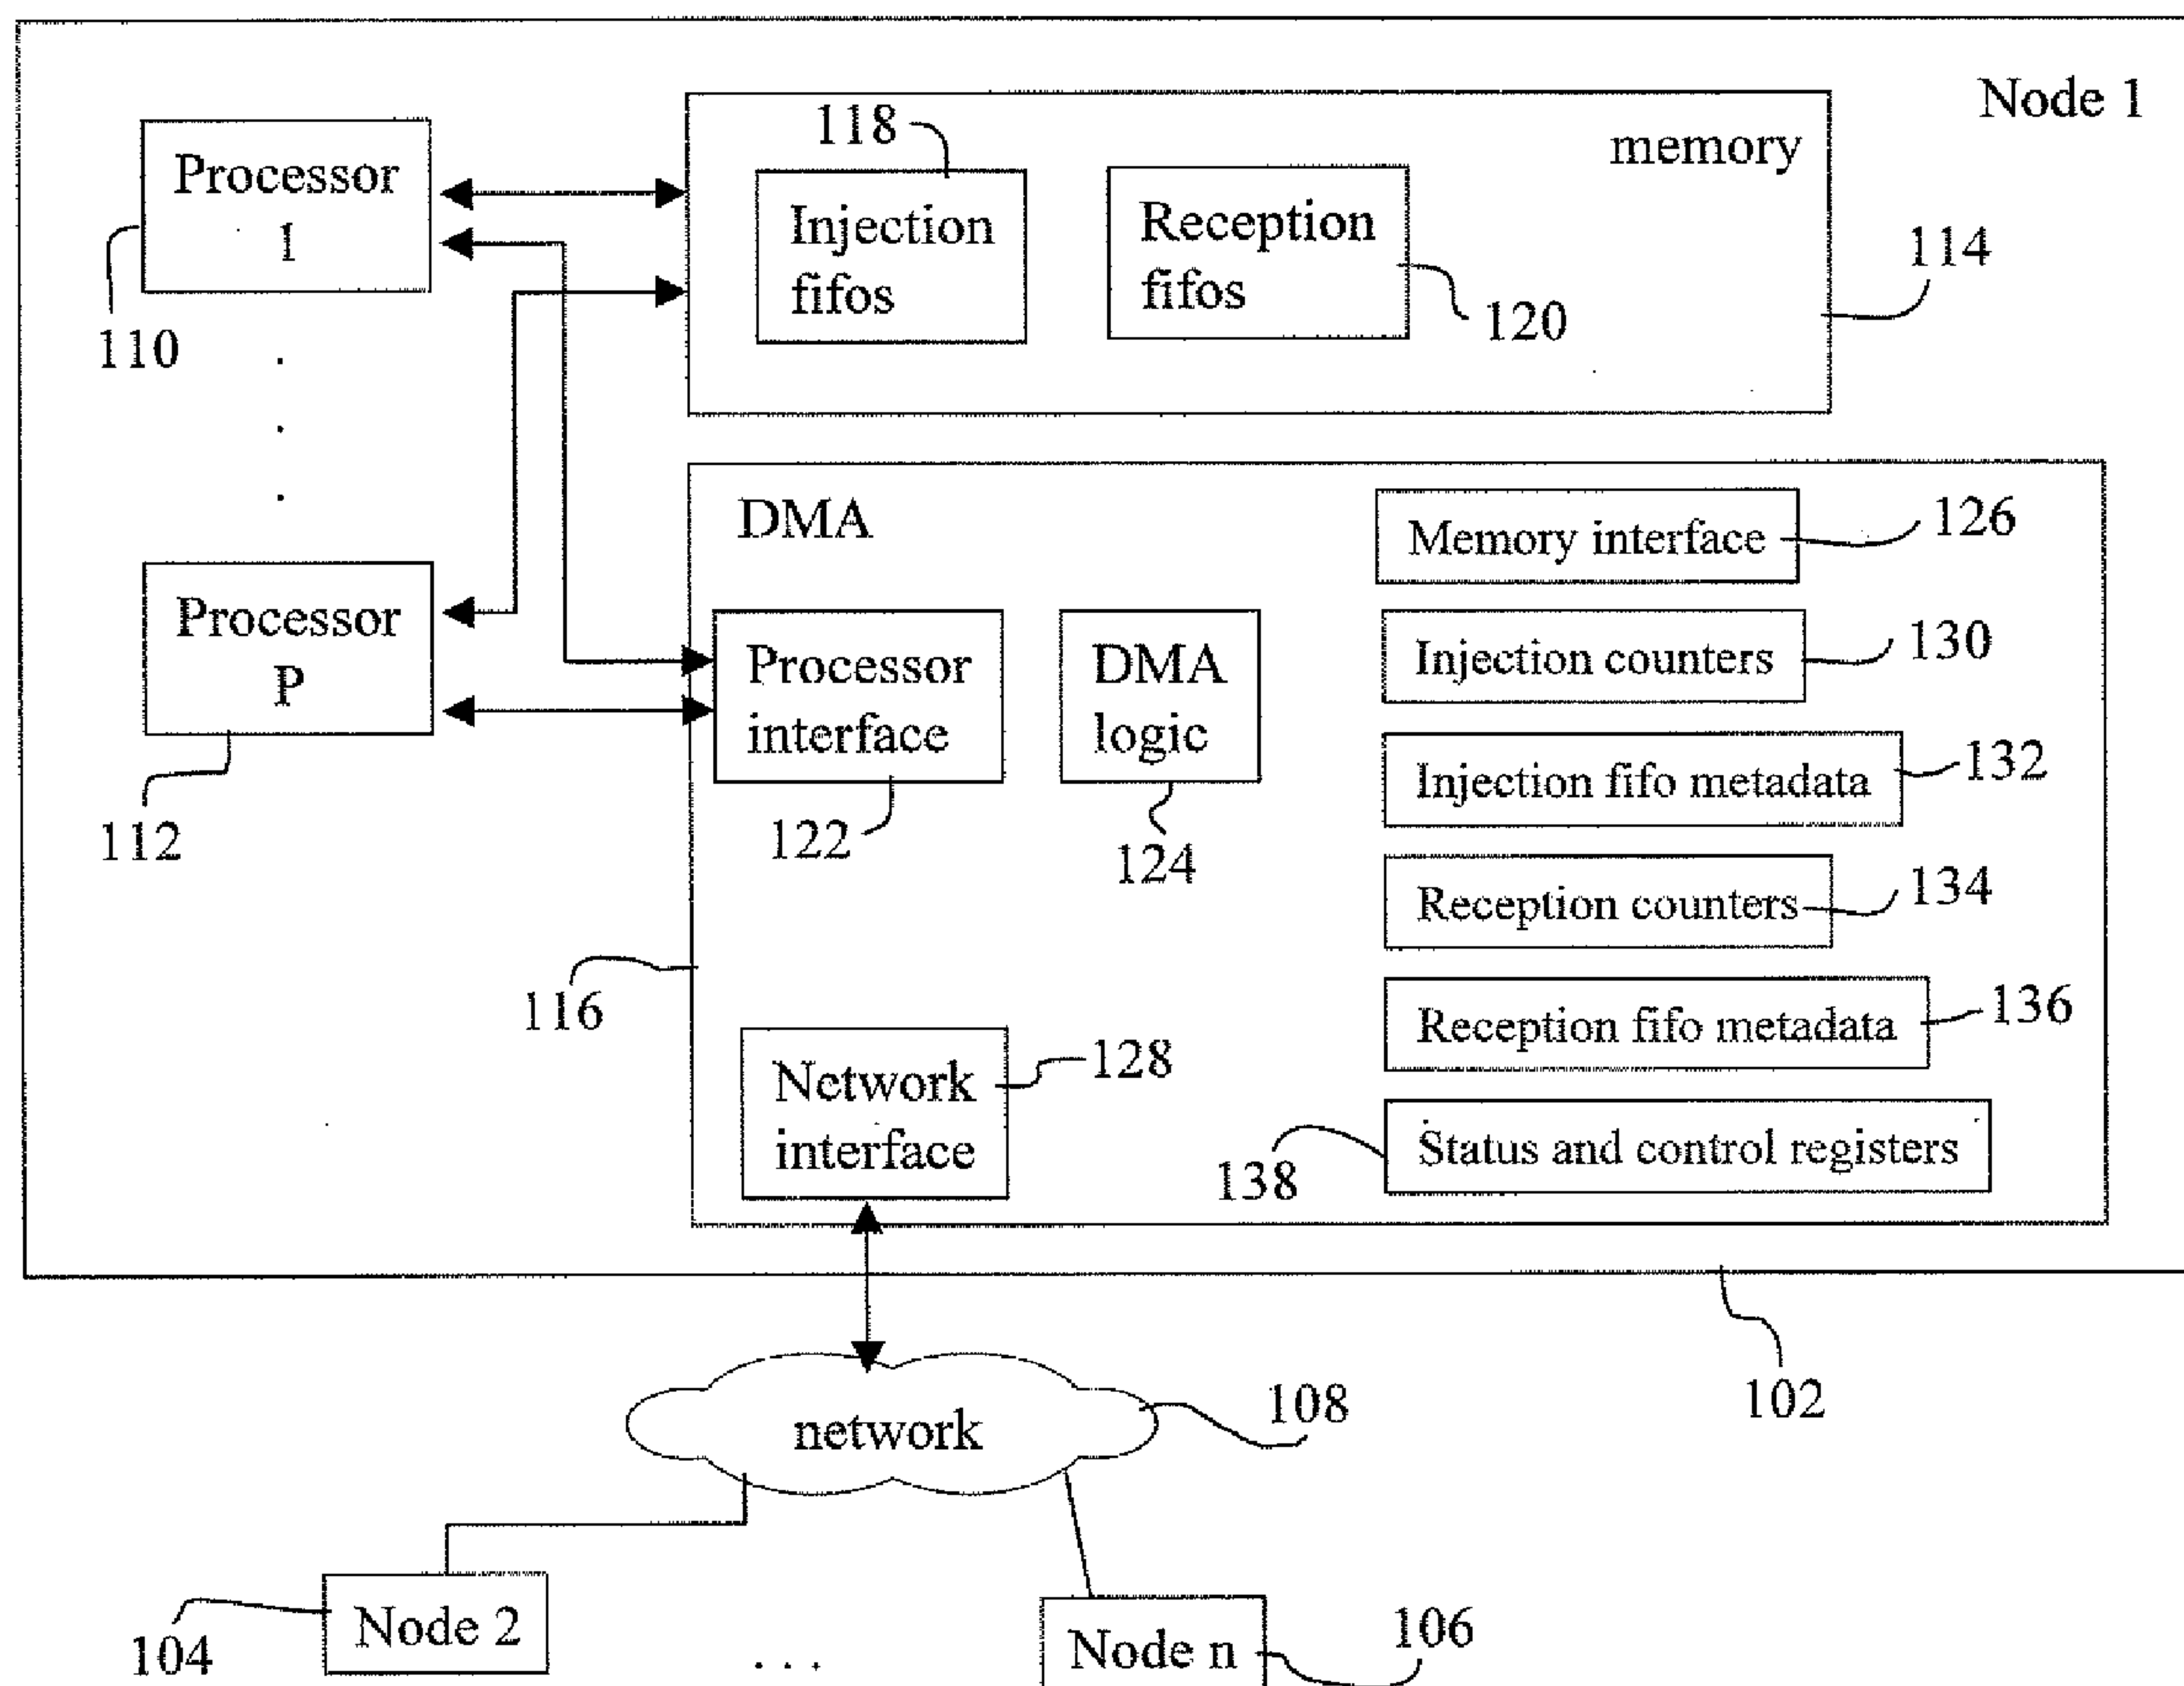 Node 1
118
memory
Processor
1
Injection
fifos
Reception
fifos
114
120
110
.
.
.
DMA
Memory interface
126
Processor
P
Processor
interface
DMA
logic
Injection counters
130
Injection fifo metadata
132
112
122
124
Reception counters
134
116
Reception fifo metadata
136
Network
interface
128
Status and control registers
138
102
network
108
Node 2
104
. . .
Node n
106